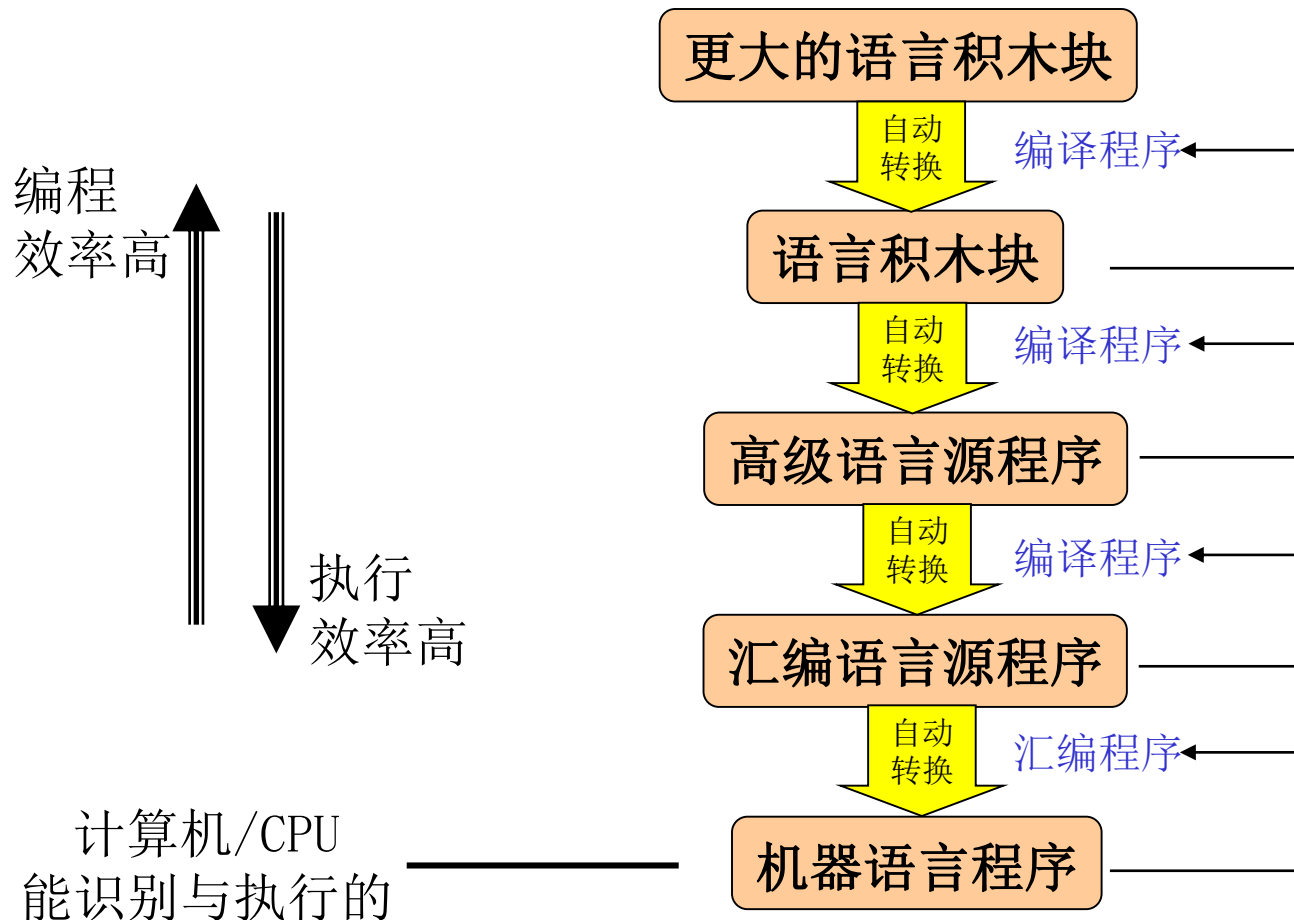 更大的语言积木块
自动
转换
编译程序
编程
效率高
语言积木块
自动
转换
编译程序
高级语言源程序
自动
转换
编译程序
执行
效率高
汇编语言源程序
自动
转换
汇编程序
计算机/CPU
能识别与执行的
机器语言程序